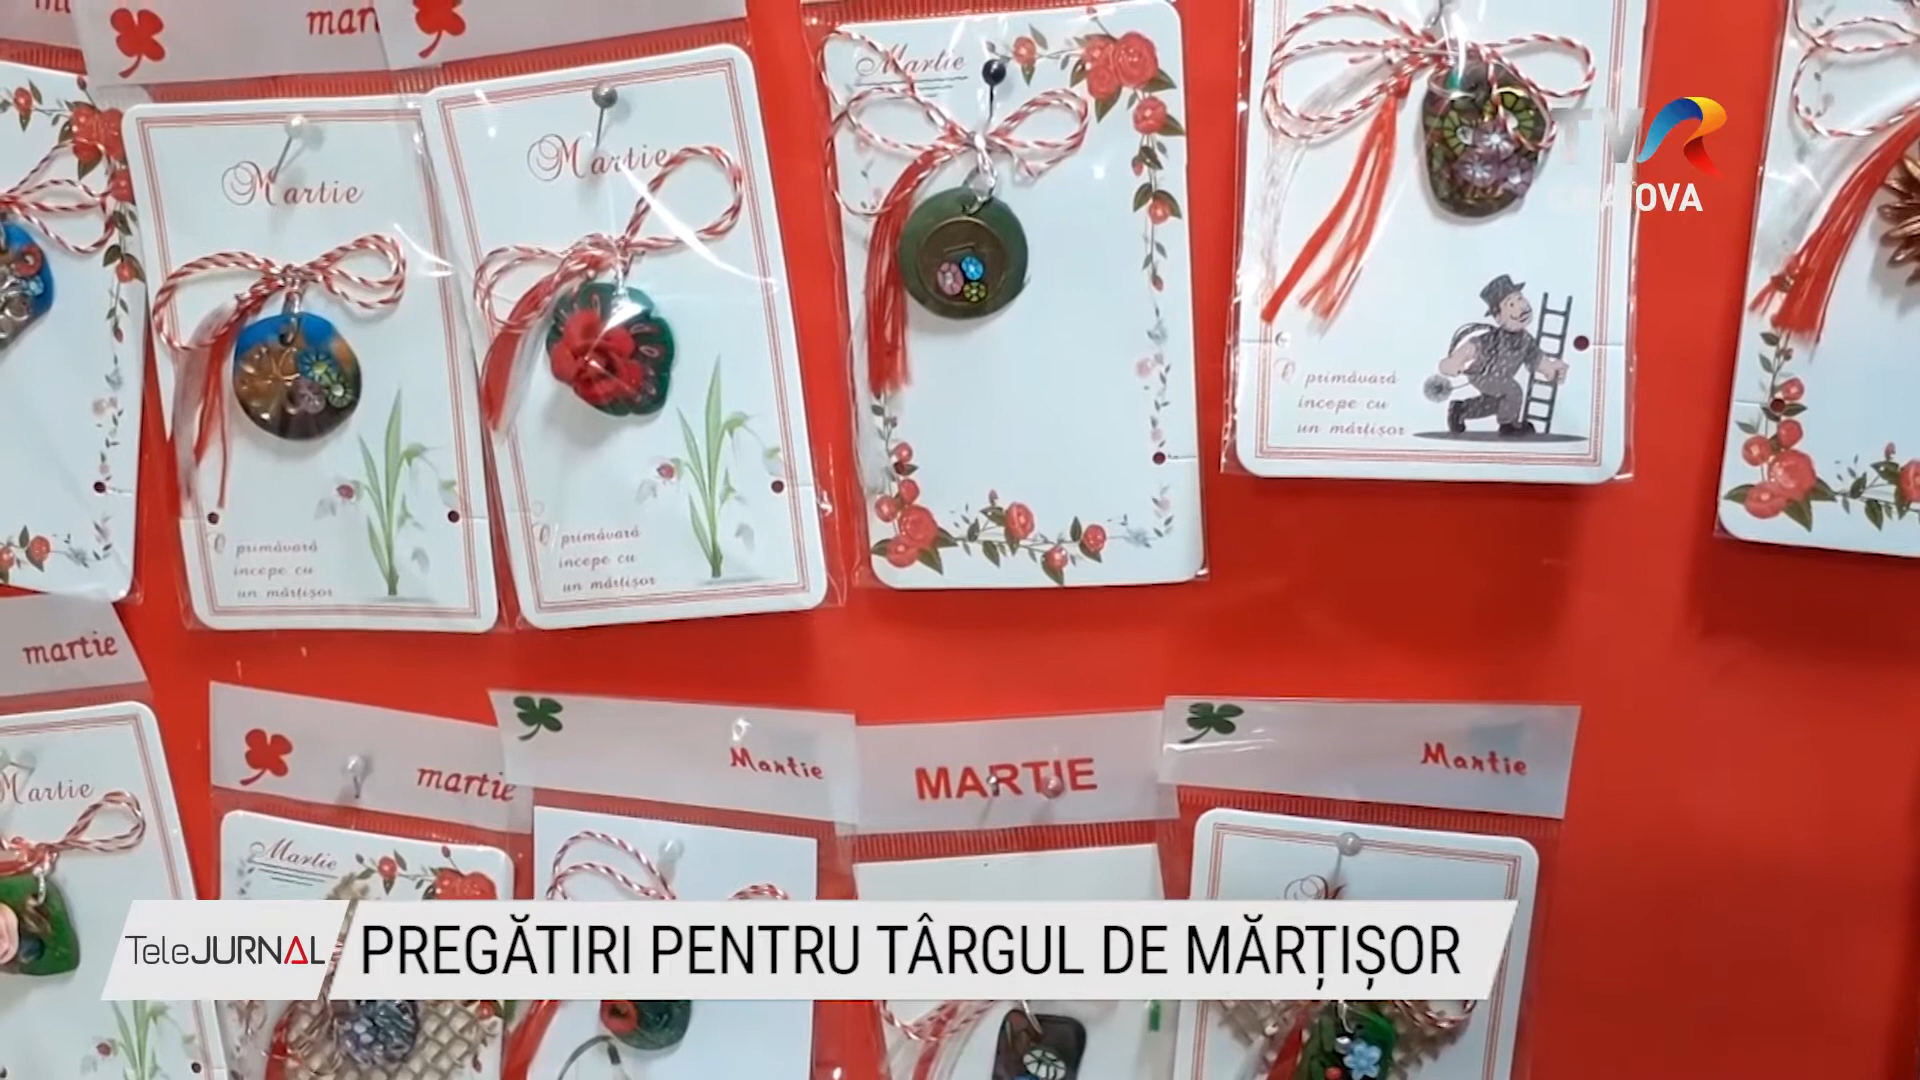 Martie
Martie
Martie
TVR
CRAIOVA
O primăvară
începe cu
un mărțișor
O primăvară
începe cu
un mărțișor
O primăvară
începe cu
un mărțișor
martie
martie
Martie
MARTIE
Martie
Martie
Martie
TeleJURNAL
PREGĂTIRI PENTRU TÂRGUL DE MĂRȚIȘOR